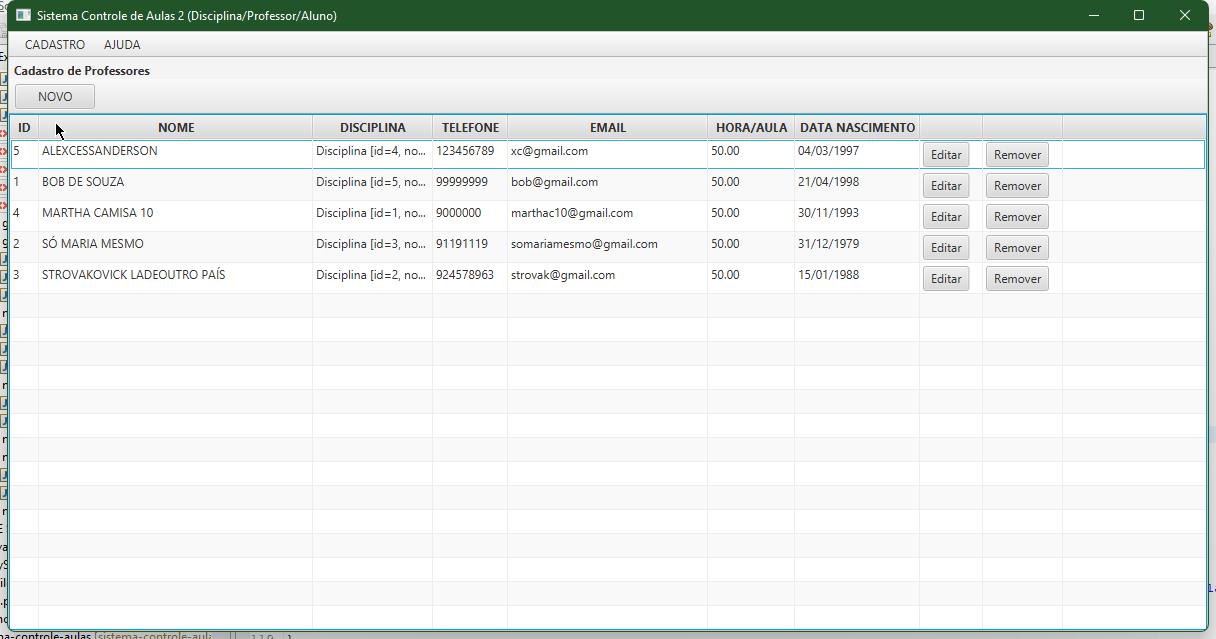 Sistema Controle de Aulas 2 (Disciplina/Professor/Aluno)
CADASTRO AJUDA
Cadastro de Professores
NOVO
ID NOME DISCIPLINA TELEFONE EMAIL HORA/AULA DATA NASCIMENTO
5 ALEXCESSANDERSON Disciplina [id=4, no... 123456789 xc@gmail.com 50.00 04/03/1997 Editar Remover
1 BOB DE SOUZA Disciplina [id=5, no... 99999999 bob@gmail.com 50.00 21/04/1998 Editar Remover
4 MARTHA CAMISA 10 Disciplina [id=1, no... 9000000 marthac10@gmail.com 50.00 30/11/1993 Editar Remover
2 SÓ MARIA MESMO Disciplina [id=3, no... 91191119 somariamesmo@gmail.com 50.00 31/12/1979 Editar Remover
3 STROVAKOVICK LADEOUTRO PAÍS Disciplina [id=2, no... 924578963 strovak@gmail.com 50.00 15/01/1988 Editar Remover